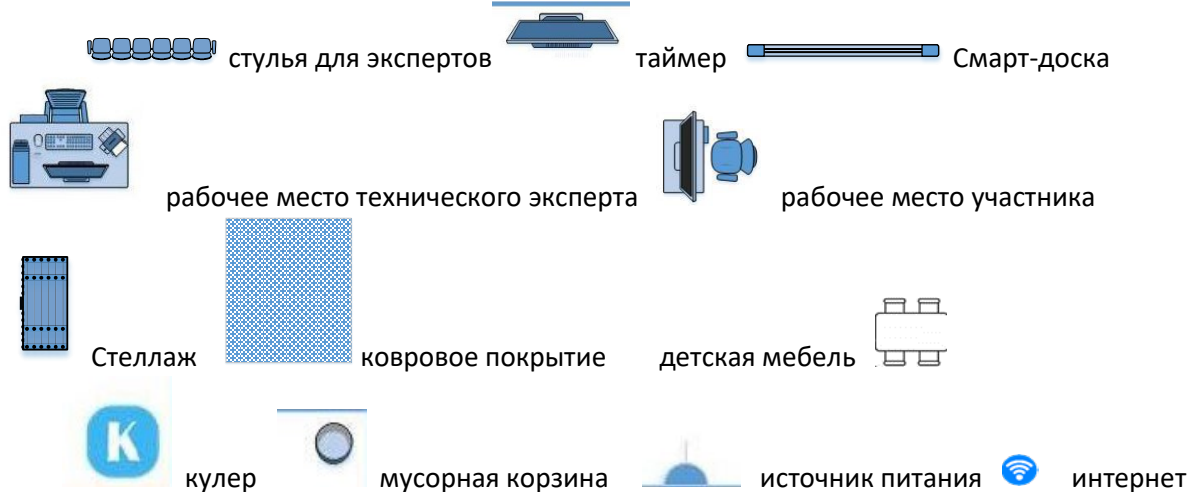 стулья для экспертов таймер Смарт-доска
рабочее место технического эксперта рабочее место участника
Стеллаж ковровое покрытие детская мебель
K кулер мусорная корзина источник питания интернет